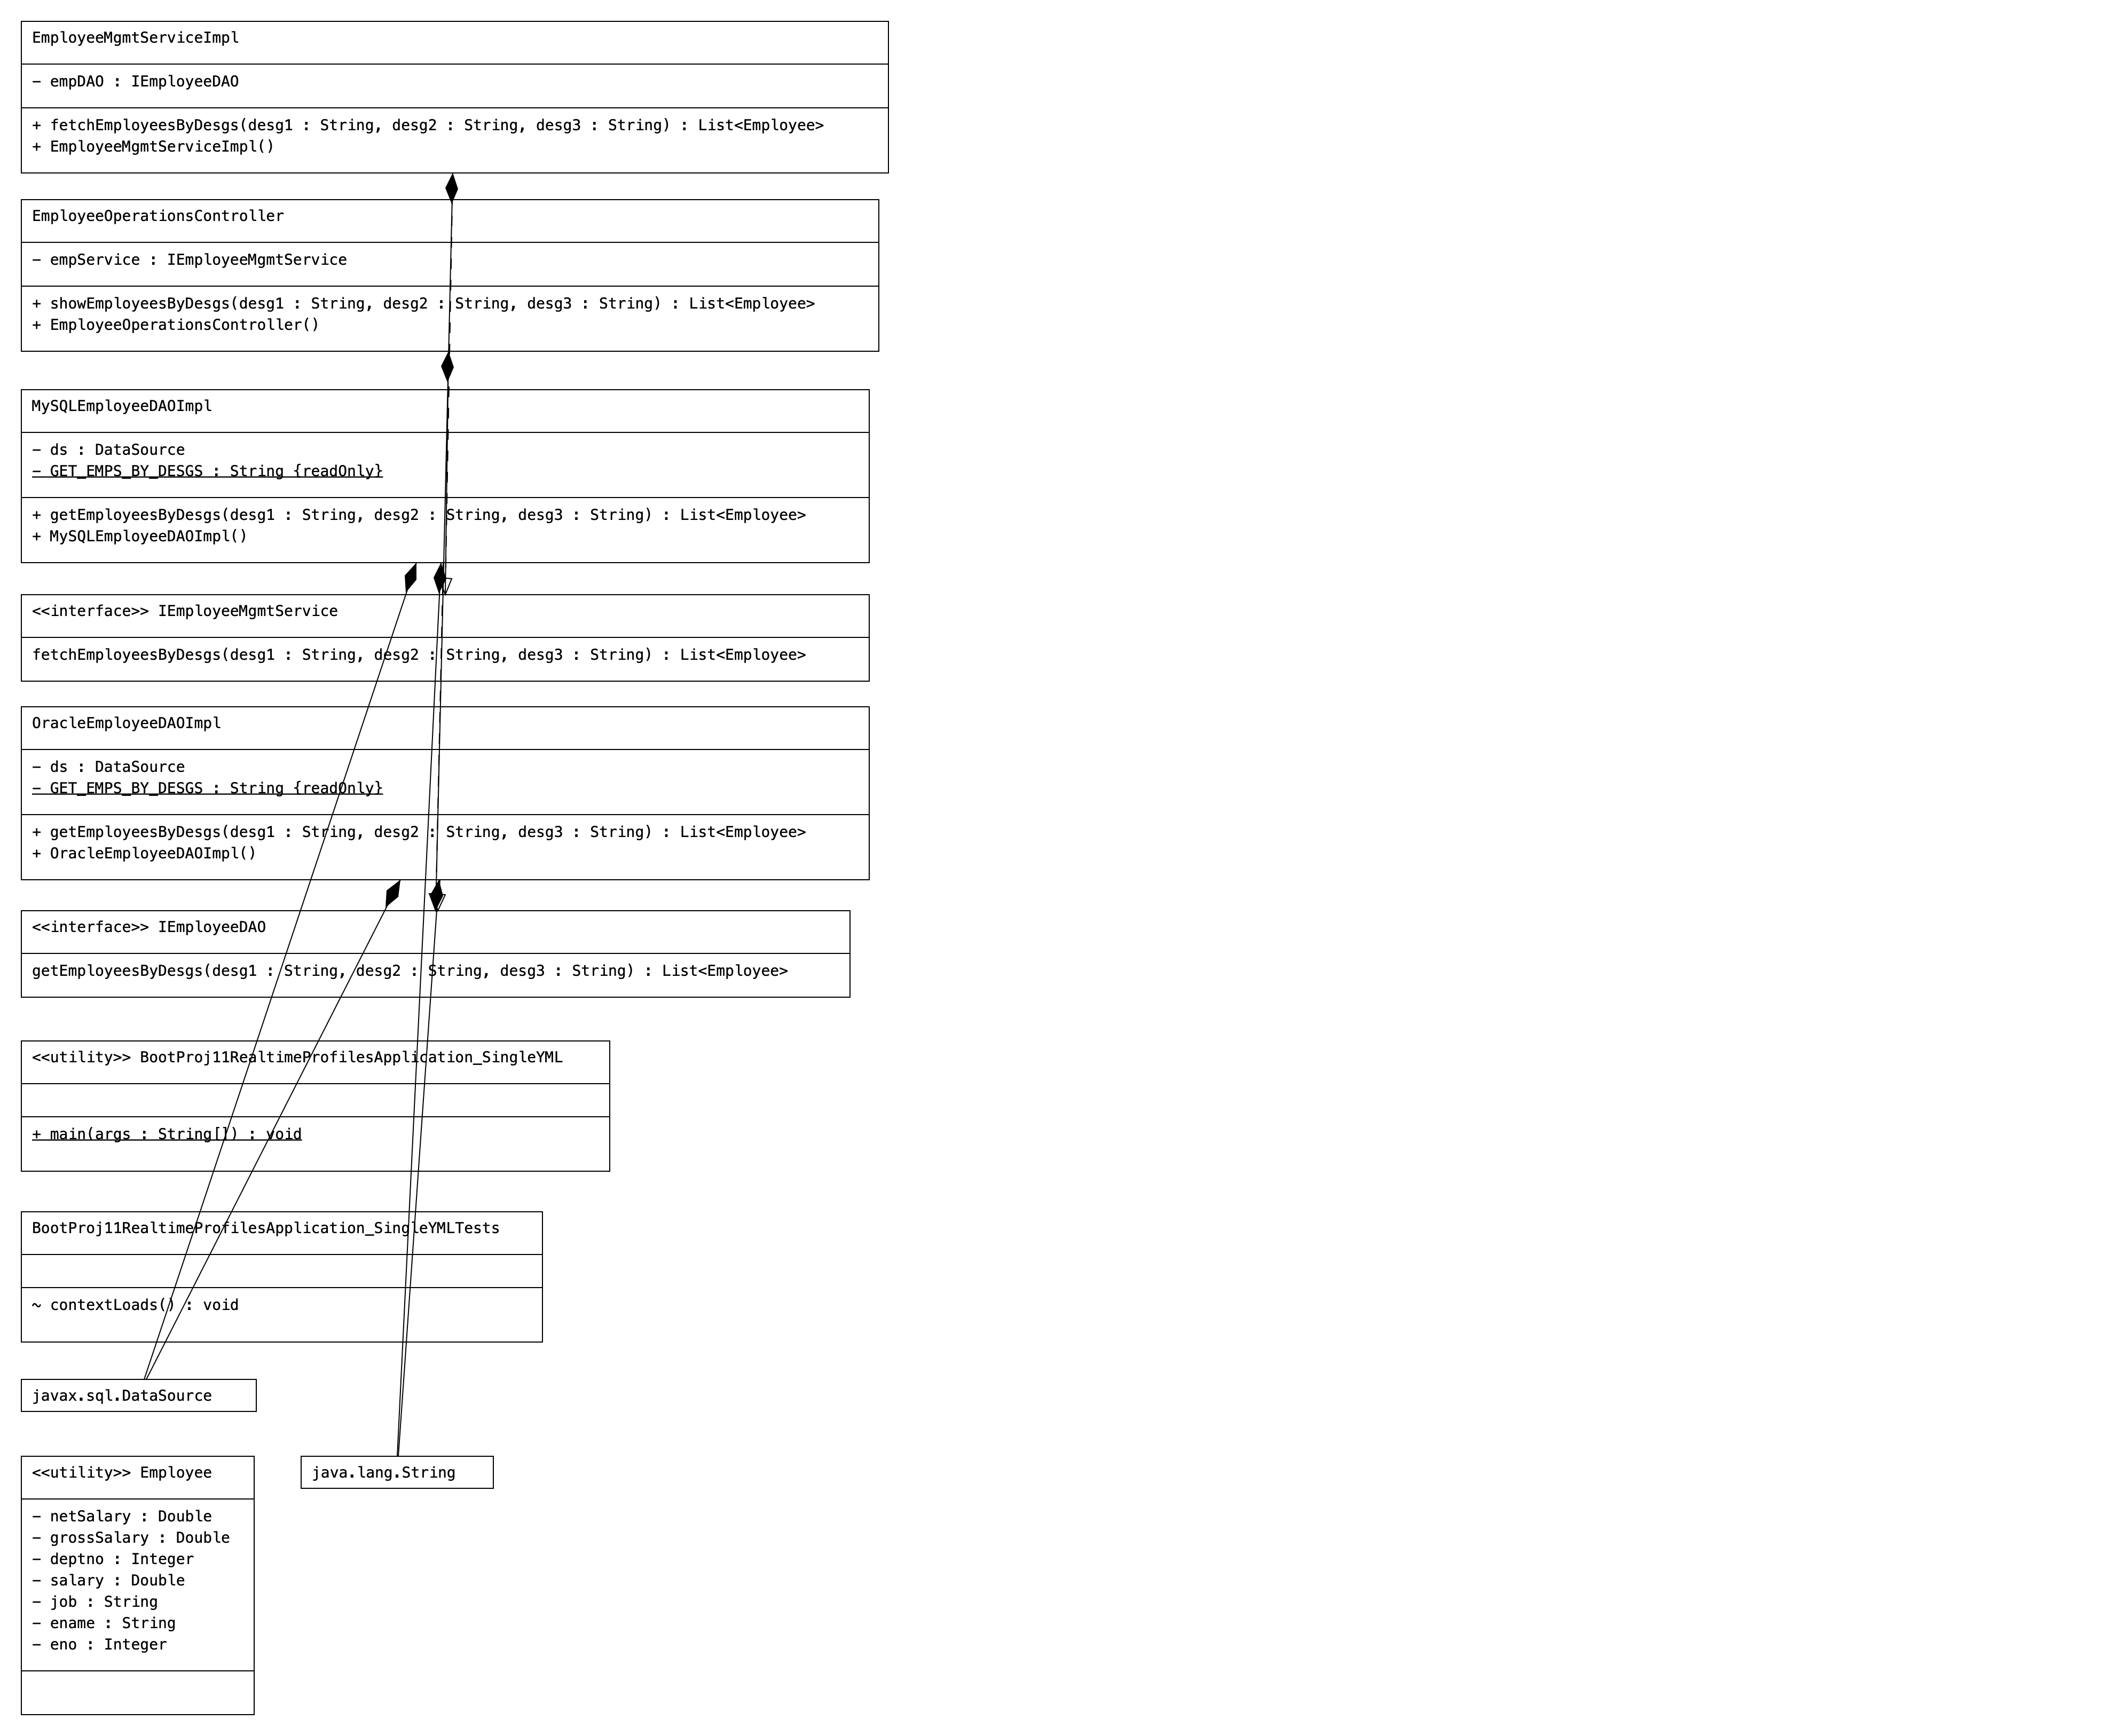 EmployeeMgmtServiceImpl
− empDAO : IEmployeeDAO
+ fetchEmployeesByDesgs(desg1 : String, desg2 : String, desg3 : String) : List<Employee>
+ EmployeeMgmtServiceImpl()
EmployeeOperationsController
− empService : IEmployeeMgmtService
+ showEmployeesByDesgs(desg1 : String, desg2 : String, desg3 : String) : List<Employee>
+ EmployeeOperationsController()
MySQLEmployeeDAOImpl
− ds : DataSource
− GET_EMPS_BY_DESGS : String {readOnly}
+ getEmployeesByDesgs(desg1 : String, desg2 : String, desg3 : String) : List<Employee>
+ MySQLEmployeeDAOImpl()
<<interface>> IEmployeeMgmtService
fetchEmployeesByDesgs(desg1 : String, desg2 : String, desg3 : String) : List<Employee>
OracleEmployeeDAOImpl
− ds : DataSource
− GET_EMPS_BY_DESGS : String {readOnly}
+ getEmployeesByDesgs(desg1 : String, desg2 : String, desg3 : String) : List<Employee>
+ OracleEmployeeDAOImpl()
<<interface>> IEmployeeDAO
getEmployeesByDesgs(desg1 : String, desg2 : String, desg3 : String) : List<Employee>
<<utility>> BootProj11RealtimeProfilesApplication_SingleYML
+ main(args : String[]) : void
BootProj11RealtimeProfilesApplication_SingleYMLTests
~ contextLoads() : void
javax.sql.DataSource
<<utility>> Employee
java.lang.String
− netSalary : Double
− grossSalary : Double
− deptno : Integer
− salary : Double
− job : String
− ename : String
− eno : Integer